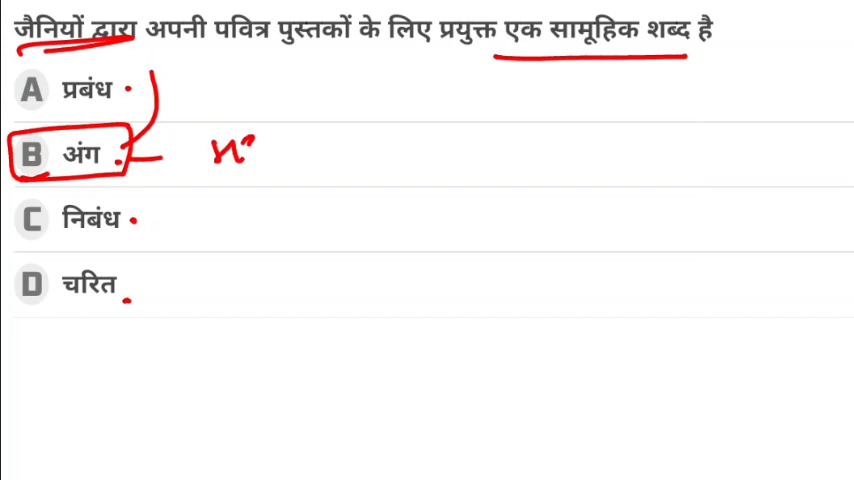 जैनियों द्वारा अपनी पवित्र पुस्तकों के लिए प्रयुक्त एक सामूहिक शब्द है
A प्रबंध
B अंग
C निबंध
D चरित